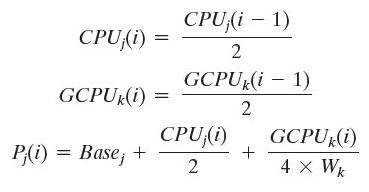 CPUj(i) = CPUj(i − 1) / 2
GCPUk(i) = GCPUk(i − 1) / 2
Pj(i) = Basej + CPUj(i) / 2 + GCPUk(i) / 4 × Wk